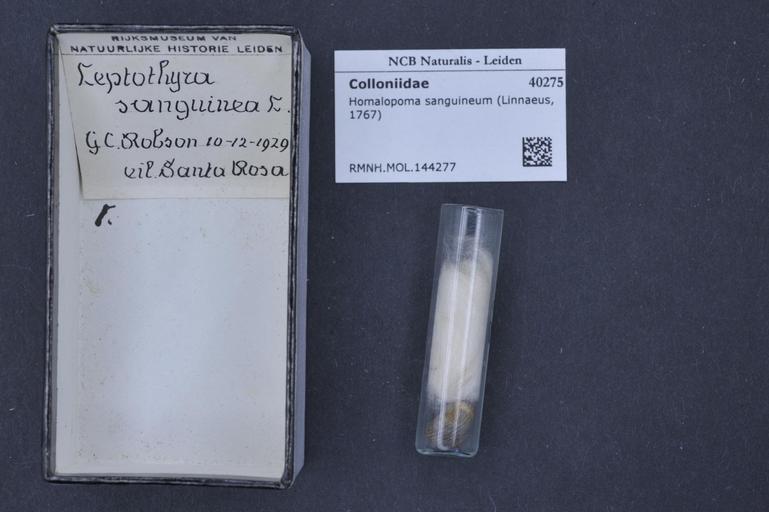 RIJKSMUSEUM VAN
NATUURLIJKE HISTORIE LEIDEN
Leptothyra
sanguinea L.
G.C. Robson 10-12-1929
eil. Santa Rosa
r.
NCB Naturalis - Leiden
Colloniidae 40275
Homalopoma sanguineum (Linnaeus,
1767)
RMNH.MOL.144277